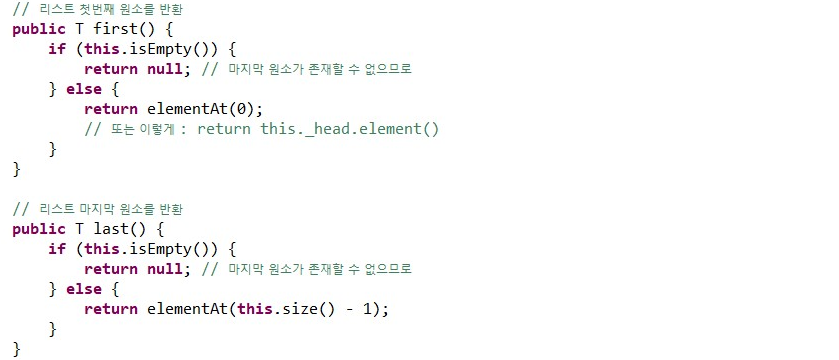 // 리스트 첫번째 원소를 반환
public T first() {
    if (this.isEmpty()) {
        return null; // 마지막 원소가 존재할 수 없으므로
    } else {
        return elementAt(0);
        // 또는 이렇게 : return this._head.element()
    }
}

// 리스트 마지막 원소를 반환
public T last() {
    if (this.isEmpty()) {
        return null; // 마지막 원소가 존재할 수 없으므로
    } else {
        return elementAt(this.size() - 1);
    }
}